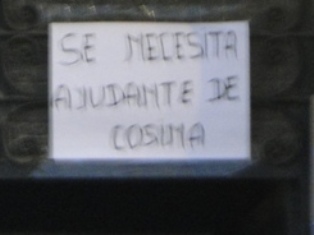 SE NECESITA
AYUDANTE DE
COSINA